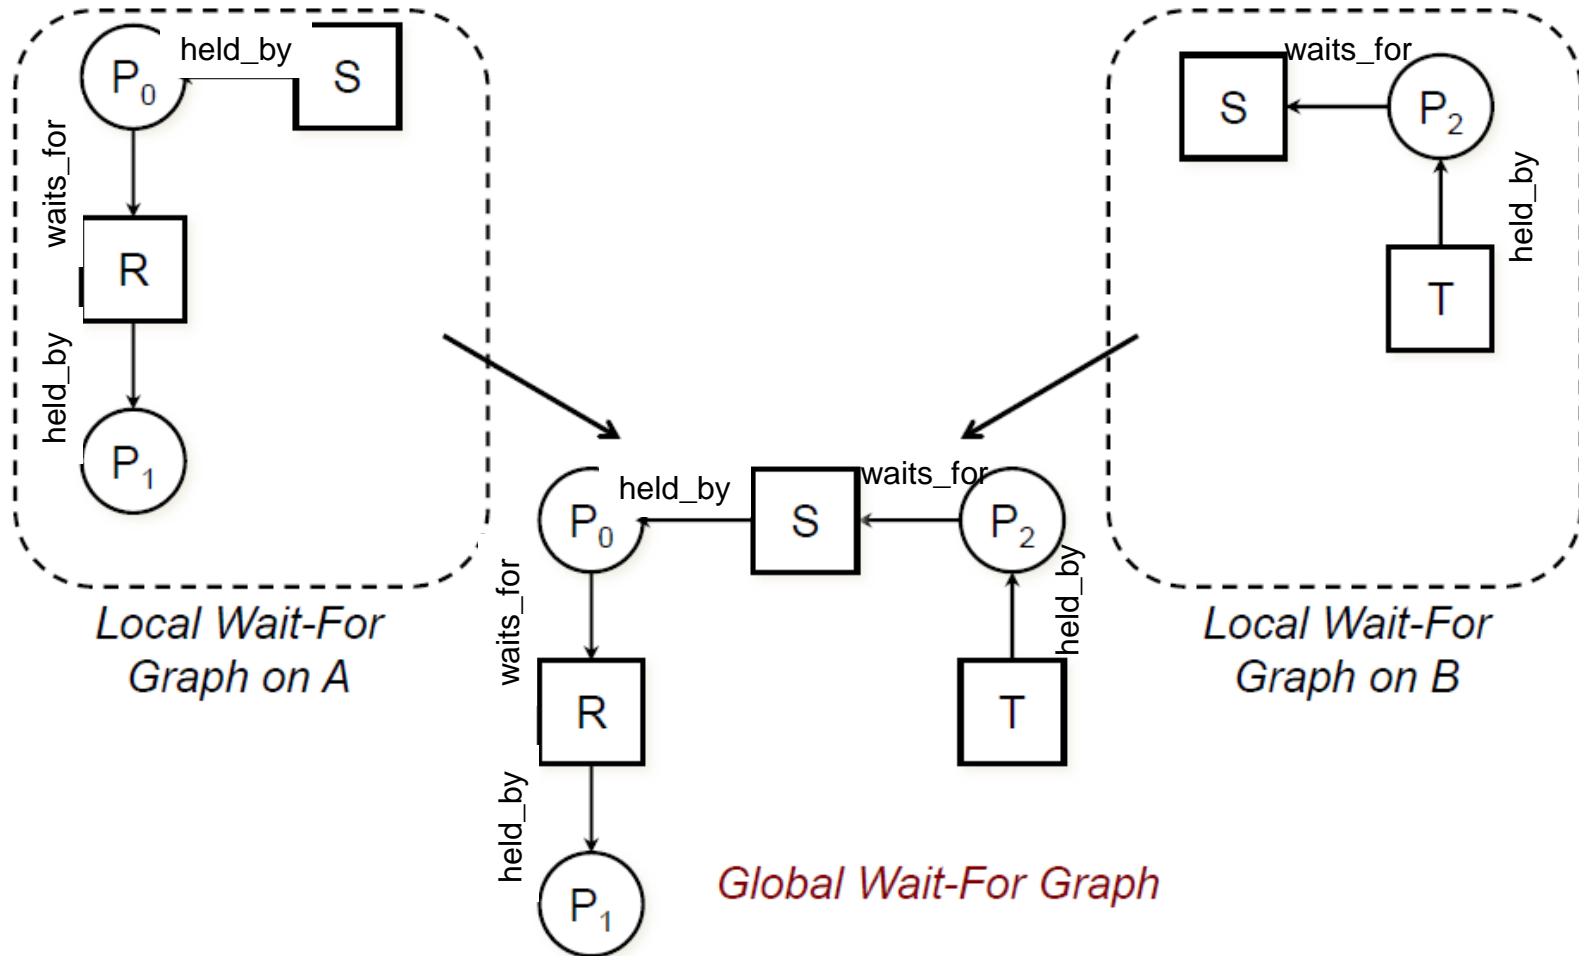 P0
held_by
S
waits_for
R
held_by
P1
Local Wait-For
Graph on A
S
waits_for
P2
held_by
T
Local Wait-For
Graph on B
P0
held_by
S
waits_for
P2
waits_for
held_by
R
T
held_by
P1
Global Wait-For Graph